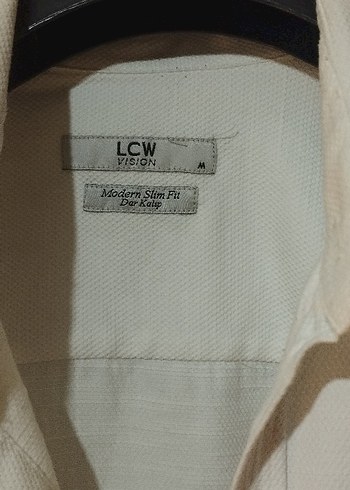 LCW
VISION
M
Modern Slim Fit
Dar Kalıp